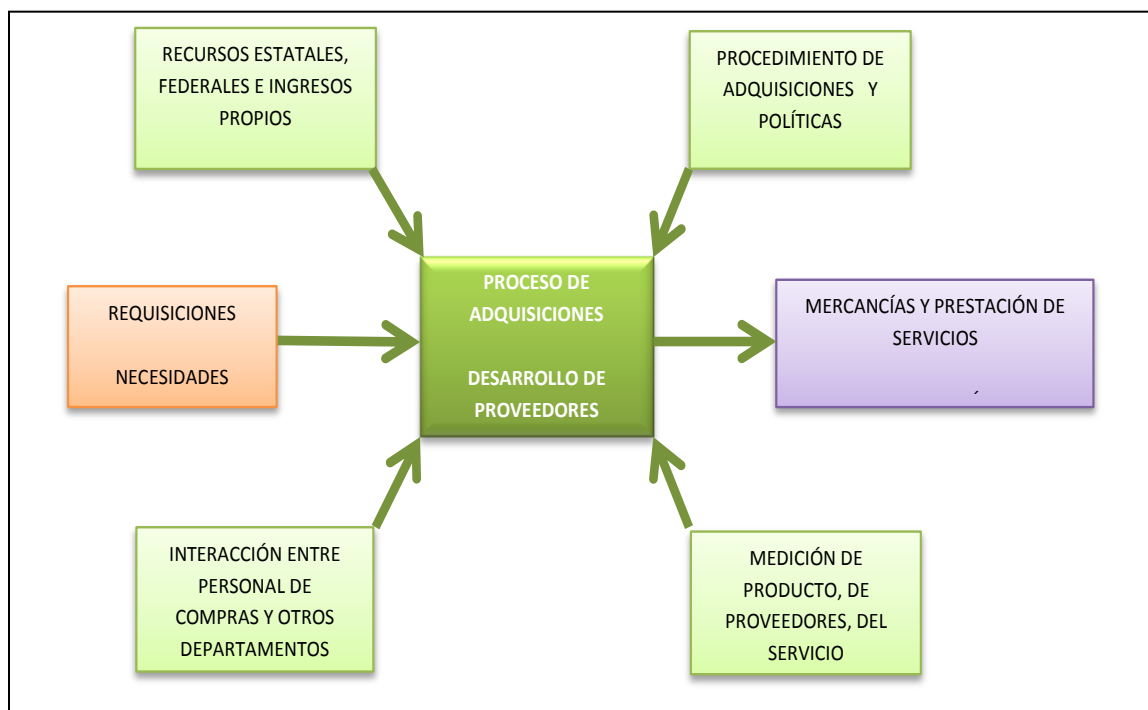 RECURSOS ESTATALES,
FEDERALES E INGRESOS
PROPIOS
PROCEDIMIENTO DE
ADQUISICIONES Y
POLÍTICAS
REQUISICIONES
NECESIDADES
PROCESO DE
ADQUISICIONES
DESARROLLO DE
PROVEEDORES
MERCANCÍAS Y PRESTACIÓN DE
SERVICIOS
´
INTERACCIÓN ENTRE
PERSONAL DE
COMPRAS Y OTROS
DEPARTAMENTOS
MEDICIÓN DE
PRODUCTO, DE
PROVEEDORES, DEL
SERVICIO